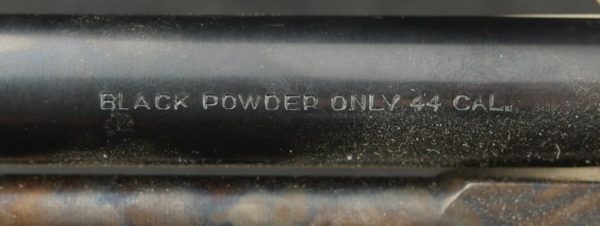 BLACK POWDER ONLY 44 CAL.